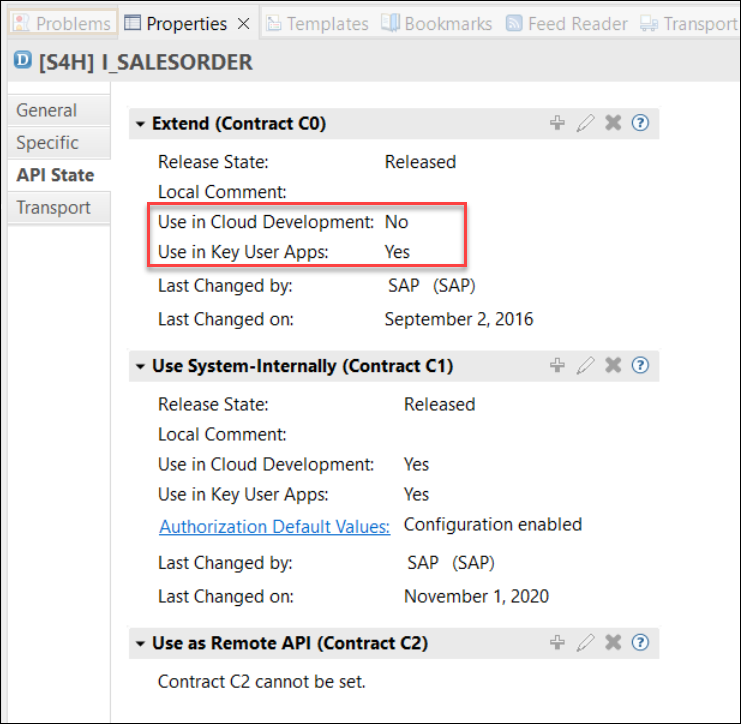 Problems Properties Templates Bookmarks Feed Reader Transport
D [S4H] I_SALESORDER
General
Specific
API State
Transport
Extend (Contract C0)
Release State: Released
Local Comment:
Use in Cloud Development: No
Use in Key User Apps: Yes
Last Changed by: SAP (SAP)
Last Changed on: September 2, 2016
Use System-Internally (Contract C1)
Release State: Released
Local Comment:
Use in Cloud Development: Yes
Use in Key User Apps: Yes
Authorization Default Values: Configuration enabled
Last Changed by: SAP (SAP)
Last Changed on: November 1, 2020
Use as Remote API (Contract C2)
Contract C2 cannot be set.